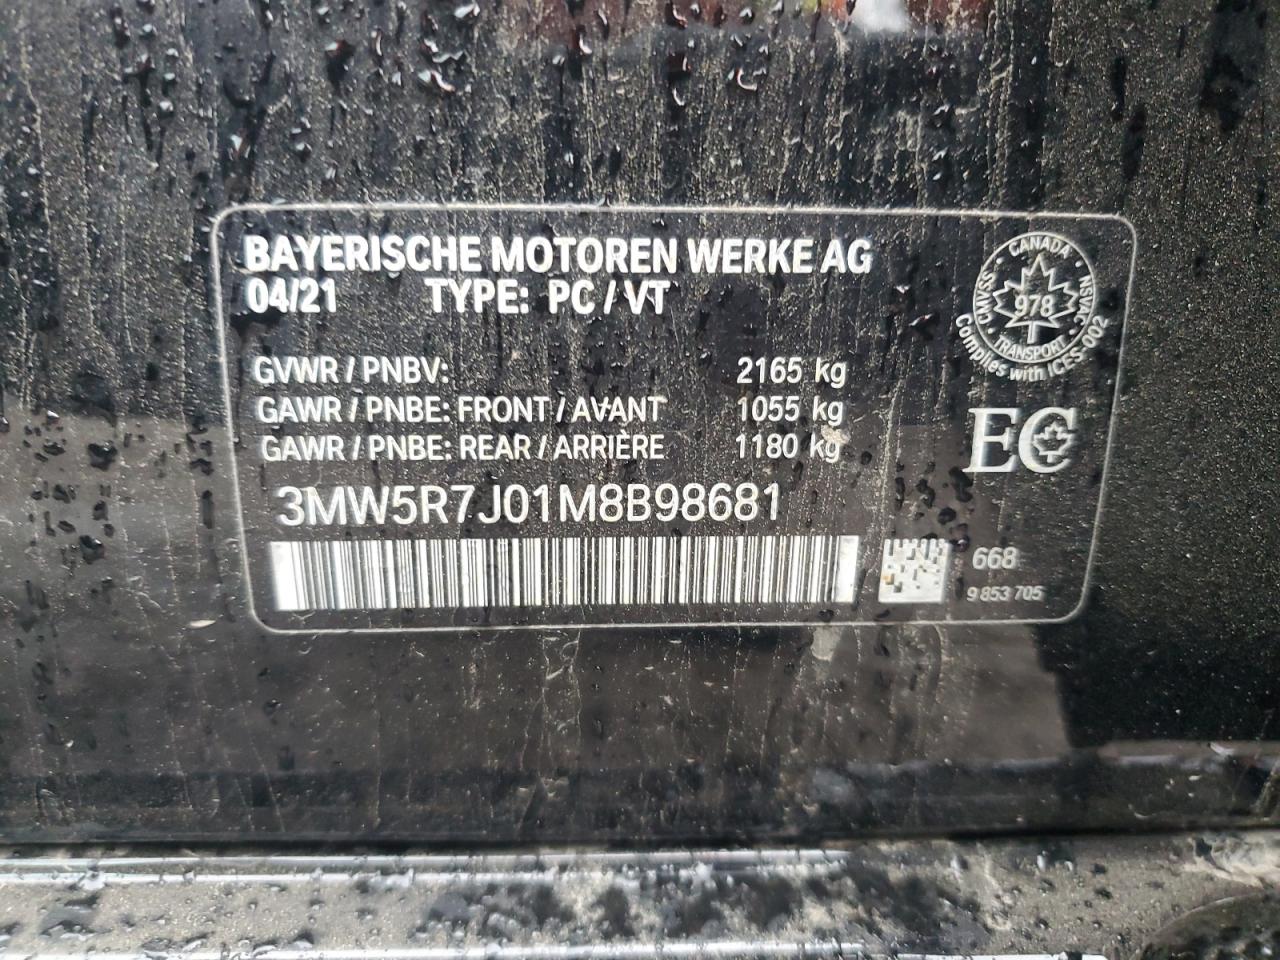 BAYERISCHE MOTOREN WERKE AG
04/21 TYPE: PC / VT
GVWR / PNBV: 2165 kg
GAWR / PNBE: FRONT / AVANT 1055 kg
GAWR / PNBE: REAR / ARRIÈRE 1180 kg
3MW5R7J01M8B98681
CANADA
CMVSS
NSVAC
978
TRANSPORT
Complies with ICES-002
EC
668
9 853 705